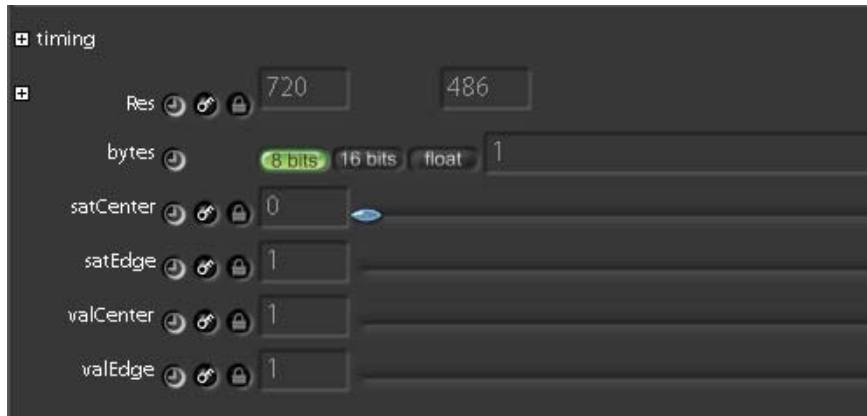 timing
Res 720 486
bytes 8 bits 16 bits float 1
satCenter 0
satEdge 1
valCenter 1
valEdge 1